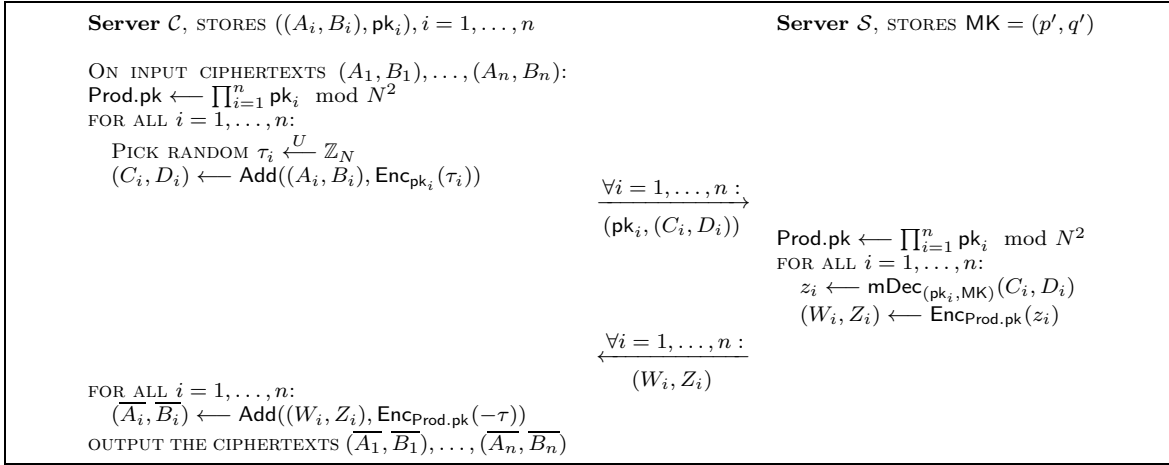 Server 𝒞, STORES ((A_i, B_i), pk_i), i = 1, . . . , n
Server 𝒮, STORES MK = (p′, q′)
ON INPUT CIPHERTEXTS (A_1, B_1), . . . , (A_n, B_n):
Prod.pk ⟵ ∏_{i=1}^{n} pk_i mod N^2
FOR ALL i = 1, . . . , n:
PICK RANDOM τ_i ⟵^U ℤ_N
(C_i, D_i) ⟵ Add((A_i, B_i), Enc_{pk_i}(τ_i))
∀i = 1, . . . , n :
(pk_i, (C_i, D_i))
Prod.pk ⟵ ∏_{i=1}^{n} pk_i mod N^2
FOR ALL i = 1, . . . , n:
z_i ⟵ mDec_{(pk_i,MK)}(C_i, D_i)
(W_i, Z_i) ⟵ Enc_{Prod.pk}(z_i)
∀i = 1, . . . , n :
(W_i, Z_i)
FOR ALL i = 1, . . . , n:
(\overline{A_i}, \overline{B_i}) ⟵ Add((W_i, Z_i), Enc_{Prod.pk}(−τ))
OUTPUT THE CIPHERTEXTS (\overline{A_1}, \overline{B_1}), . . . , (\overline{A_n}, \overline{B_n})